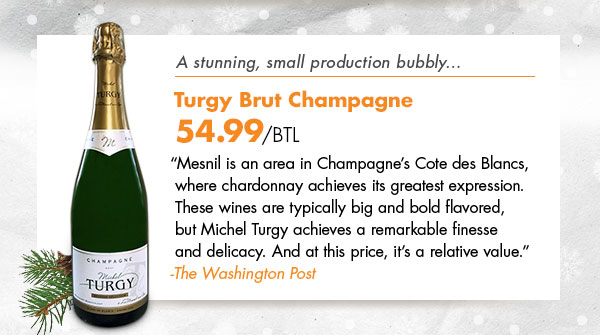 A stunning, small production bubbly...
Turgy Brut Champagne
54.99/BTL
“Mesnil is an area in Champagne’s Cote des Blancs,
where chardonnay achieves its greatest expression.
These wines are typically big and bold flavored,
but Michel Turgy achieves a remarkable finesse
and delicacy. And at this price, it’s a relative value.”
-The Washington Post
TURGY
M
CHAMPAGNE
Michel
TURGY